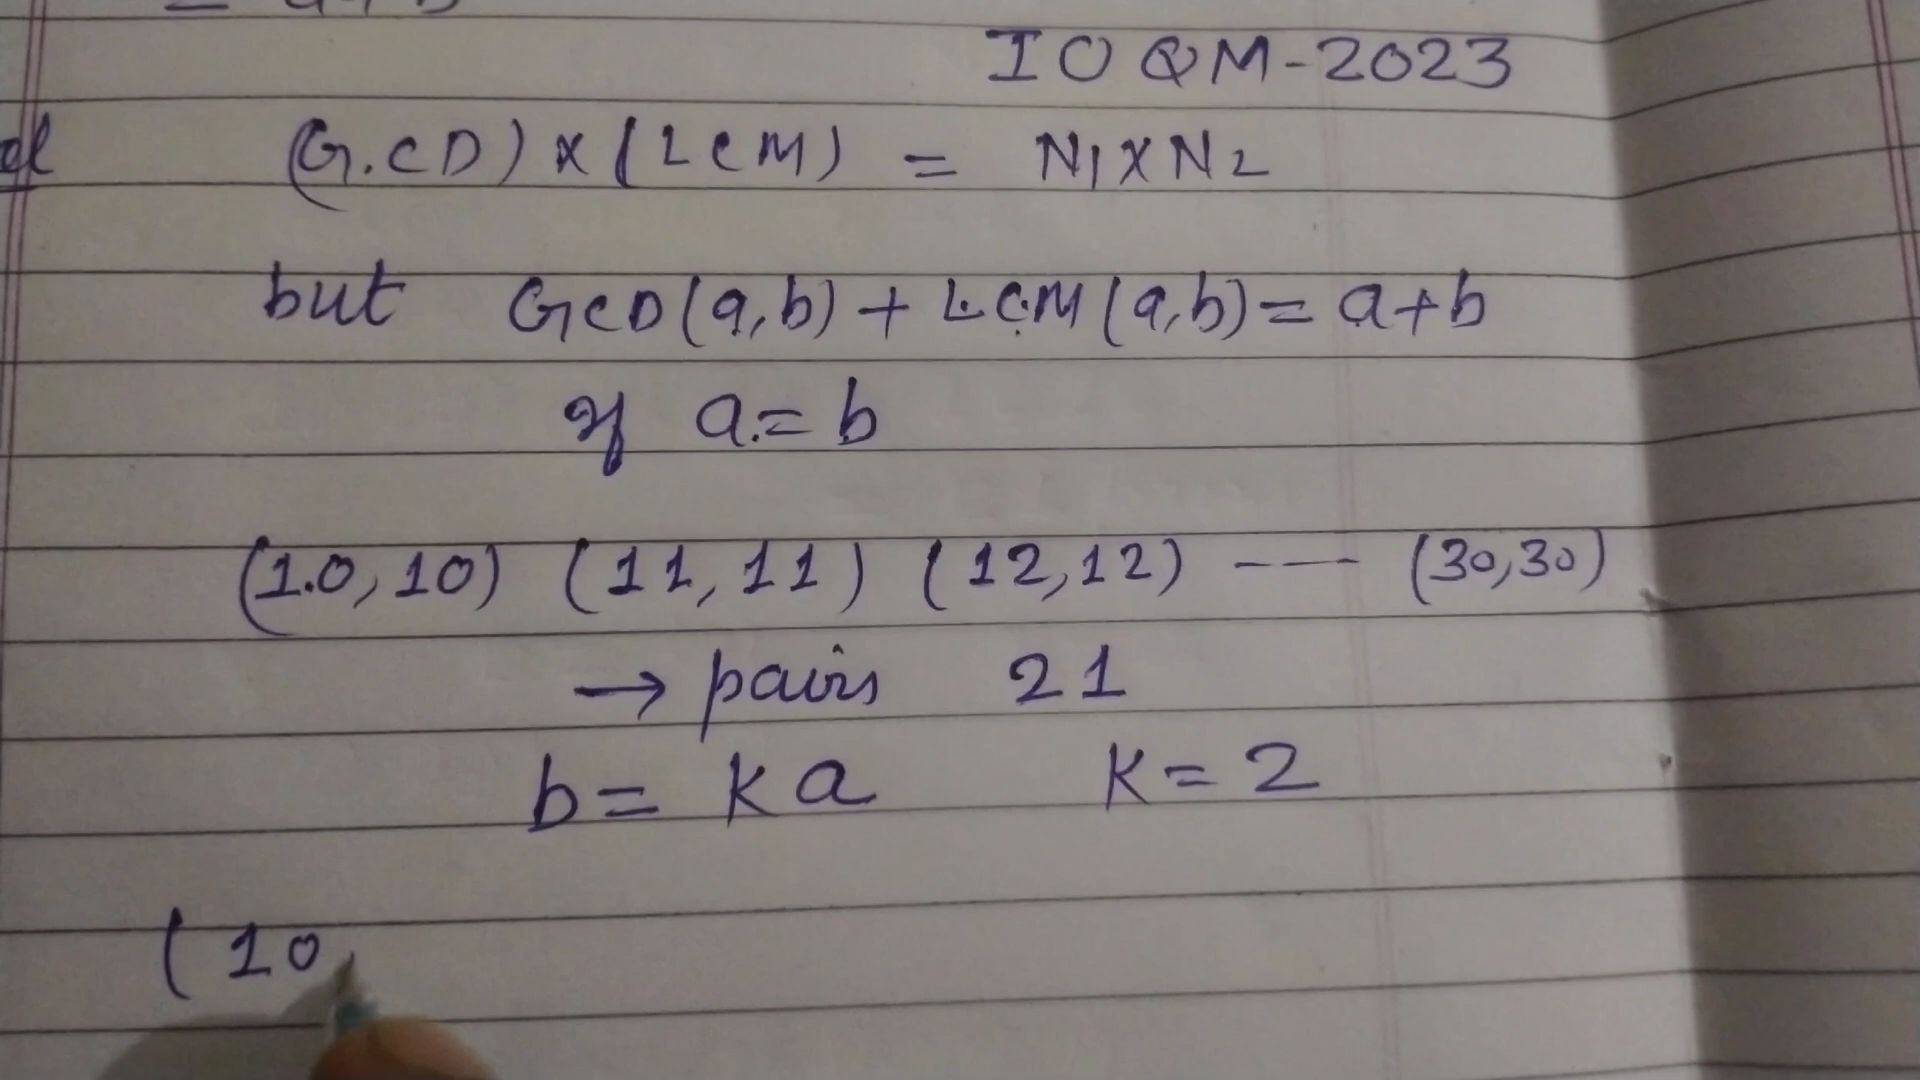 = a+b
IOQM-2023
(G.CD) x (LCM) = N1 X N2
but GCD(a,b) + L.C.M (a,b) = a+b
if a = b
(10, 10) (11, 11) (12, 12) ---- (30, 30)
→ pairs 21
b = Ka K = 2
( 10,